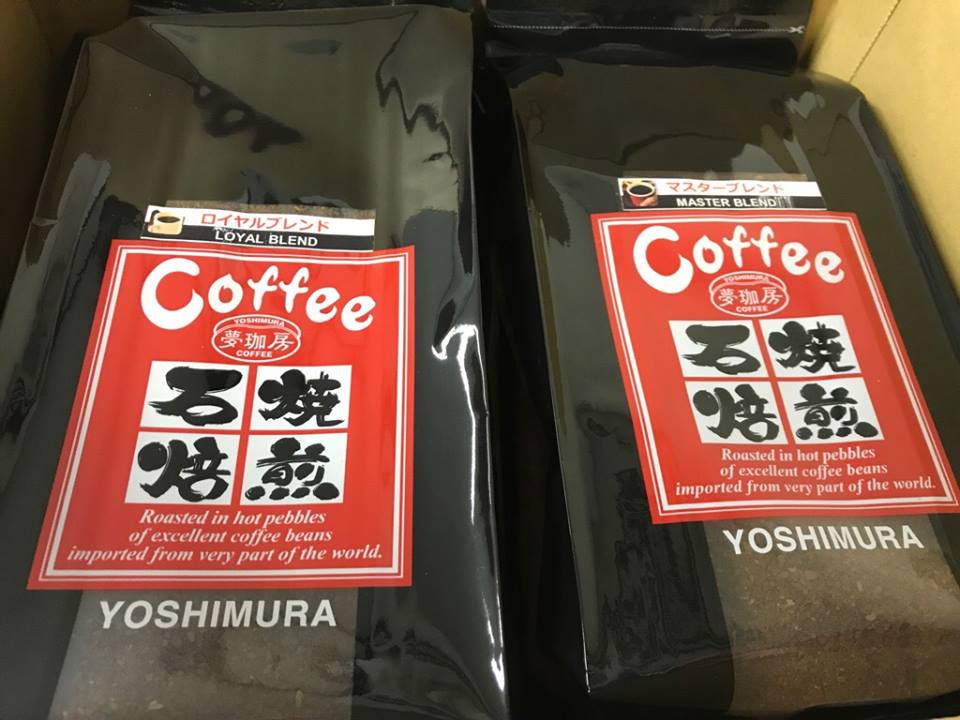 ロイヤルブレンド
LOYAL BLEND
Coffee
YOSHIMURA
夢珈房
COFFEE
石焼
焙煎
Roasted in hot pebbles
of excellent coffee beans
imported from very part of the world.
YOSHIMURA
マスターブレンド
MASTER BLEND
Coffee
YOSHIMURA
夢珈房
COFFEE
石焼
焙煎
Roasted in hot pebbles
of excellent coffee beans
imported from very part of the world.
YOSHIMURA